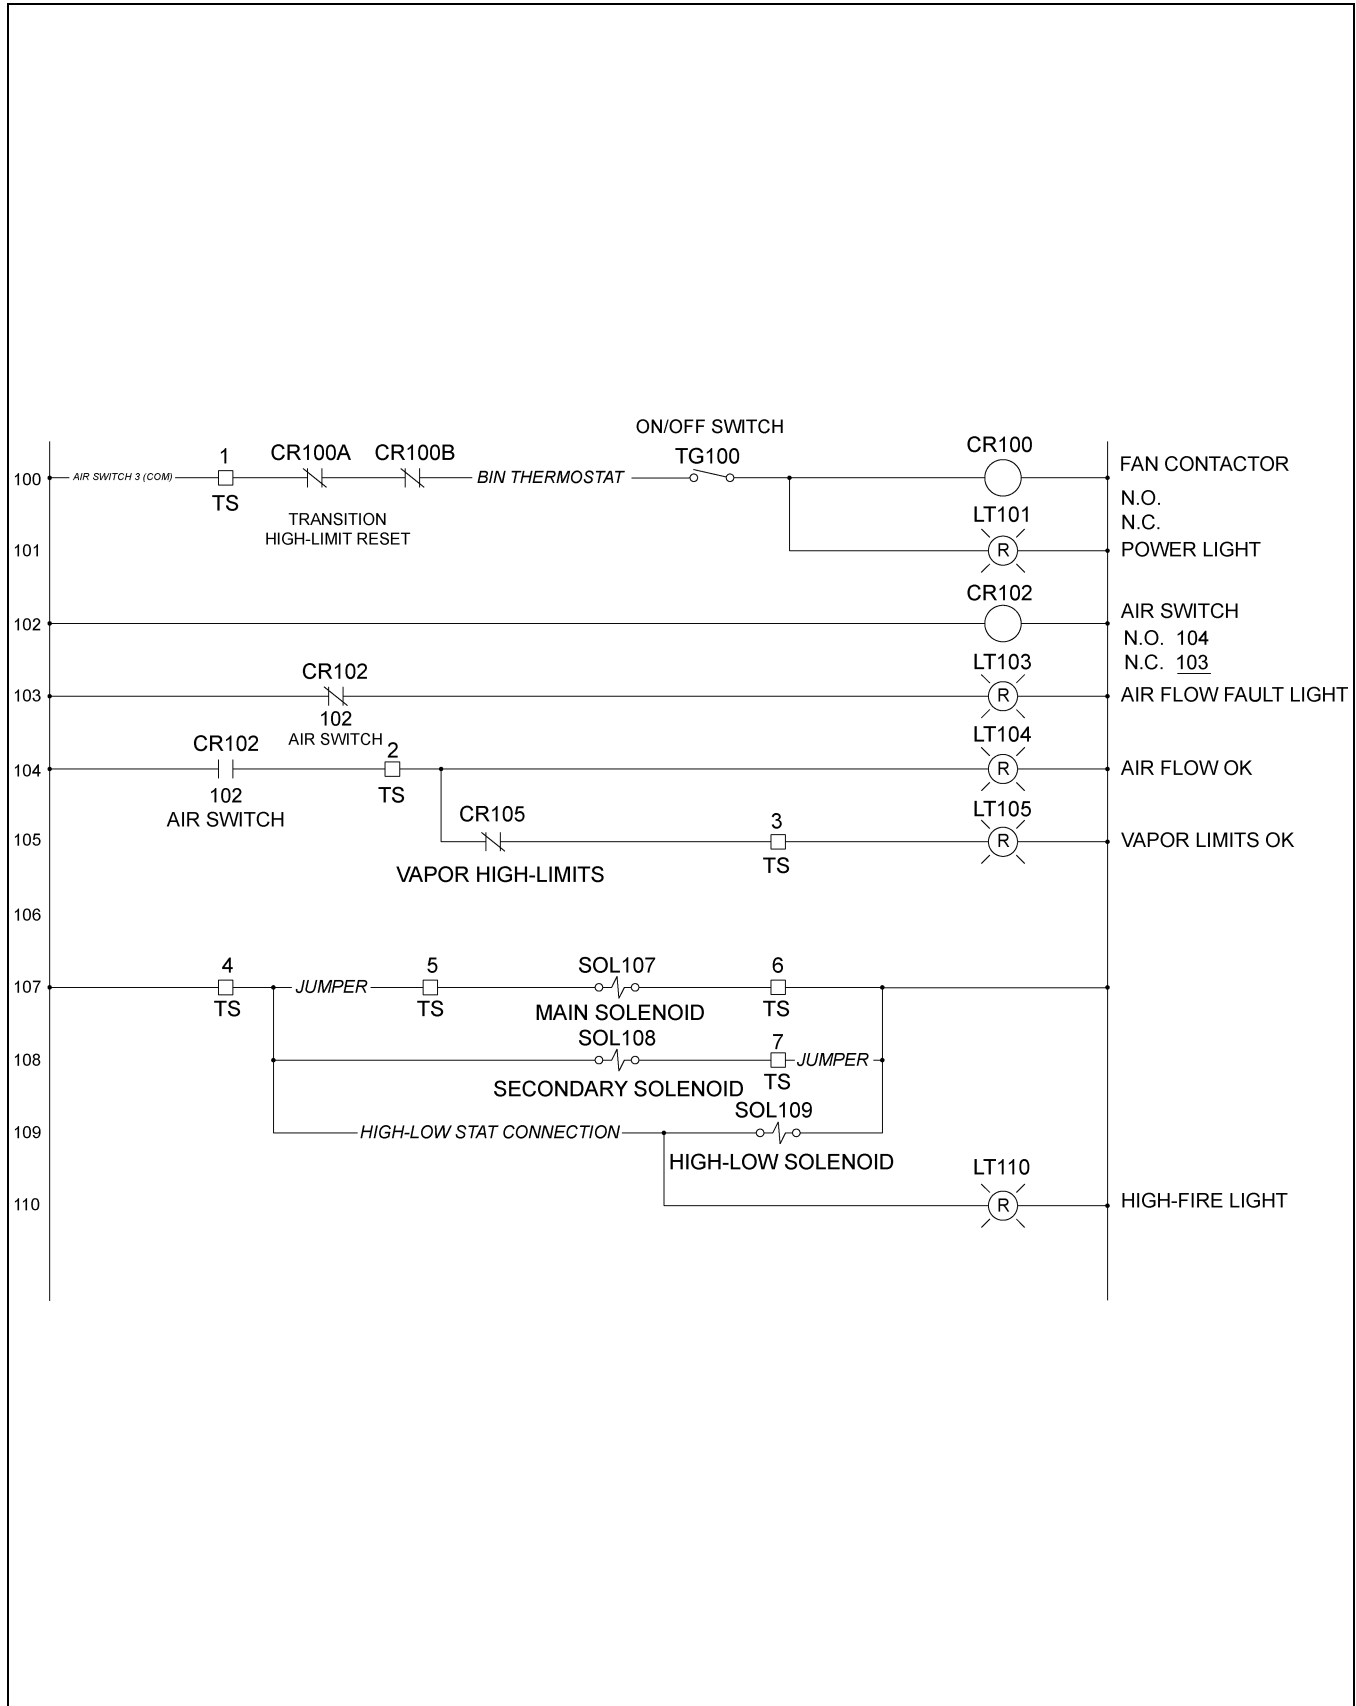 ON/OFF SWITCH
1 CR100A CR100B TG100 CR100
100 AIR SWITCH 3 (COM) BIN THERMOSTAT FAN CONTACTOR
TS
N.O.
TRANSITION LT101
HIGH-LIMIT RESET N.C.
101 R POWER LIGHT
CR102
AIR SWITCH
102
N.O. 104
CR102 LT103 N.C. 103
103 R AIR FLOW FAULT LIGHT
102
AIR SWITCH
CR102 2 LT104
104 R AIR FLOW OK
102 TS
AIR SWITCH
CR105 3 LT105
105 R VAPOR LIMITS OK
VAPOR HIGH-LIMITS TS
106
4 5 SOL107 6
107 JUMPER
TS TS MAIN SOLENOID TS
SOL108 7
108 JUMPER
SECONDARY SOLENOID TS
SOL109
109 HIGH-LOW STAT CONNECTION
HIGH-LOW SOLENOID LT110
110 R HIGH-FIRE LIGHT